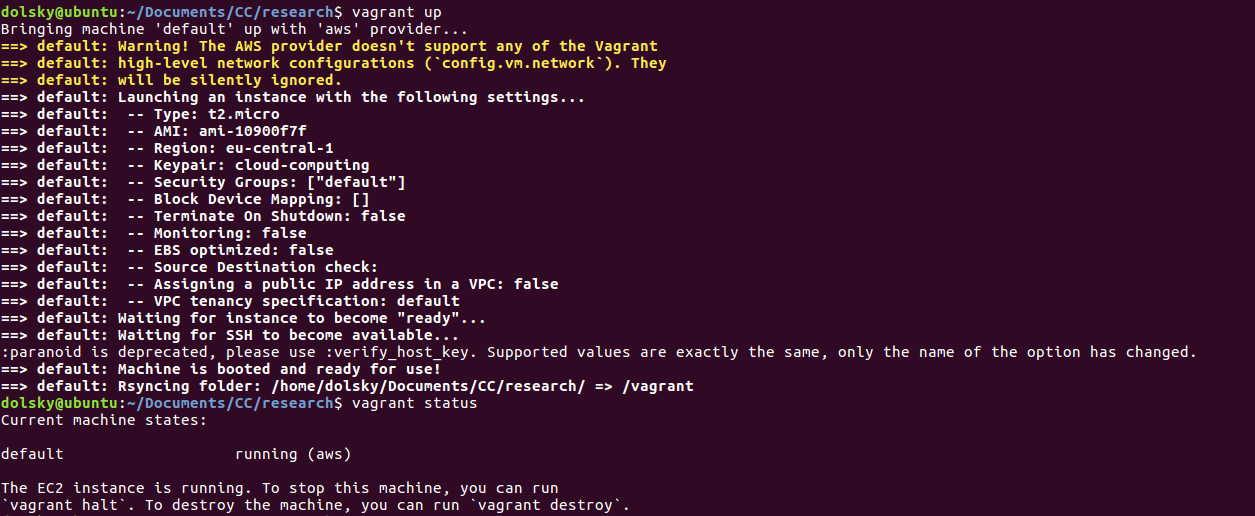 dolsky@ubuntu:~/Documents/CC/research$ vagrant up
Bringing machine 'default' up with 'aws' provider...
==> default: Warning! The AWS provider doesn't support any of the Vagrant
==> default: high-level network configurations (`config.vm.network`). They
==> default: will be silently ignored.
==> default: Launching an instance with the following settings...
==> default:  -- Type: t2.micro
==> default:  -- AMI: ami-10900f7f
==> default:  -- Region: eu-central-1
==> default:  -- Keypair: cloud-computing
==> default:  -- Security Groups: ["default"]
==> default:  -- Block Device Mapping: []
==> default:  -- Terminate On Shutdown: false
==> default:  -- Monitoring: false
==> default:  -- EBS optimized: false
==> default:  -- Source Destination check:
==> default:  -- Assigning a public IP address in a VPC: false
==> default:  -- VPC tenancy specification: default
==> default: Waiting for instance to become "ready"...
==> default: Waiting for SSH to become available...
:paranoid is deprecated, please use :verify_host_key. Supported values are exactly the same, only the name of the option has changed.
==> default: Machine is booted and ready for use!
==> default: Rsyncing folder: /home/dolsky/Documents/CC/research/ => /vagrant
dolsky@ubuntu:~/Documents/CC/research$ vagrant status
Current machine states:

default                   running (aws)

The EC2 instance is running. To stop this machine, you can run
`vagrant halt`. To destroy the machine, you can run `vagrant destroy`.